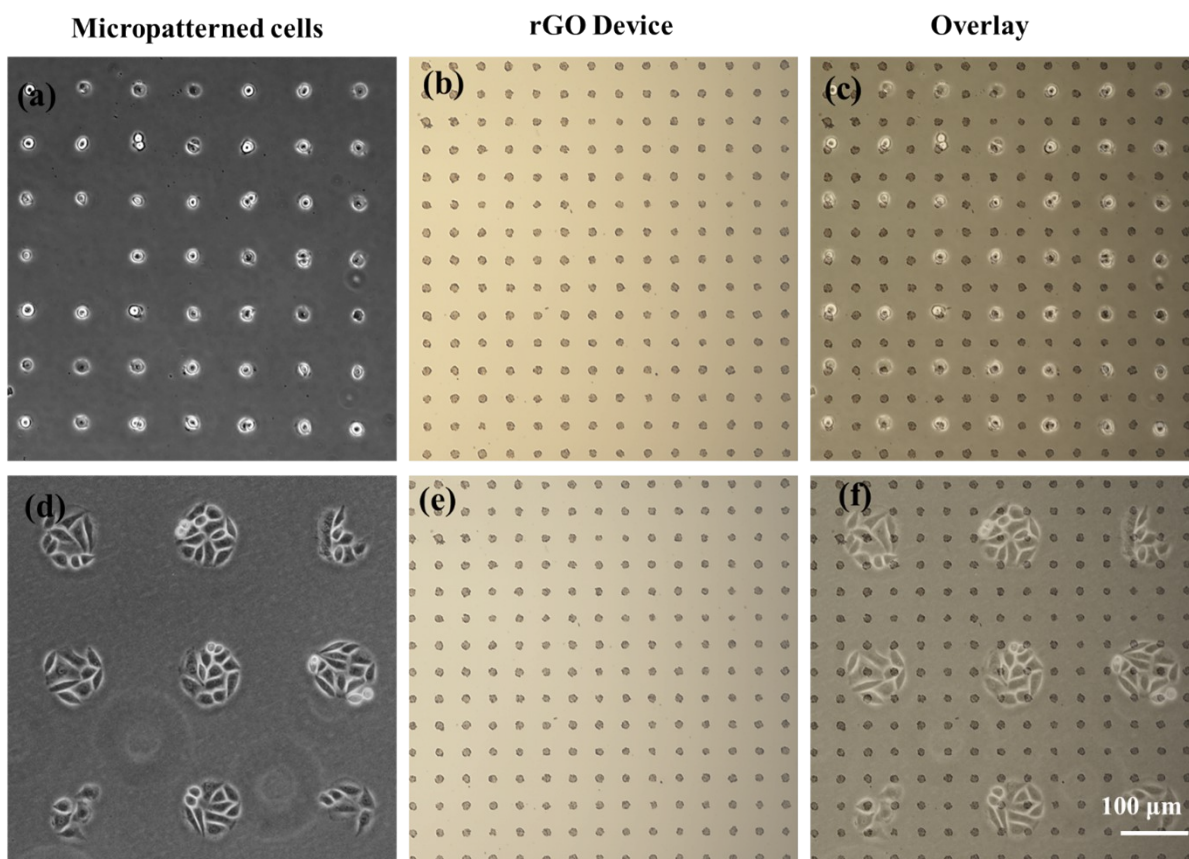 Micropatterned cells
rGO Device
Overlay
(a)
(b)
(c)
(d)
(e)
(f)
100 µm